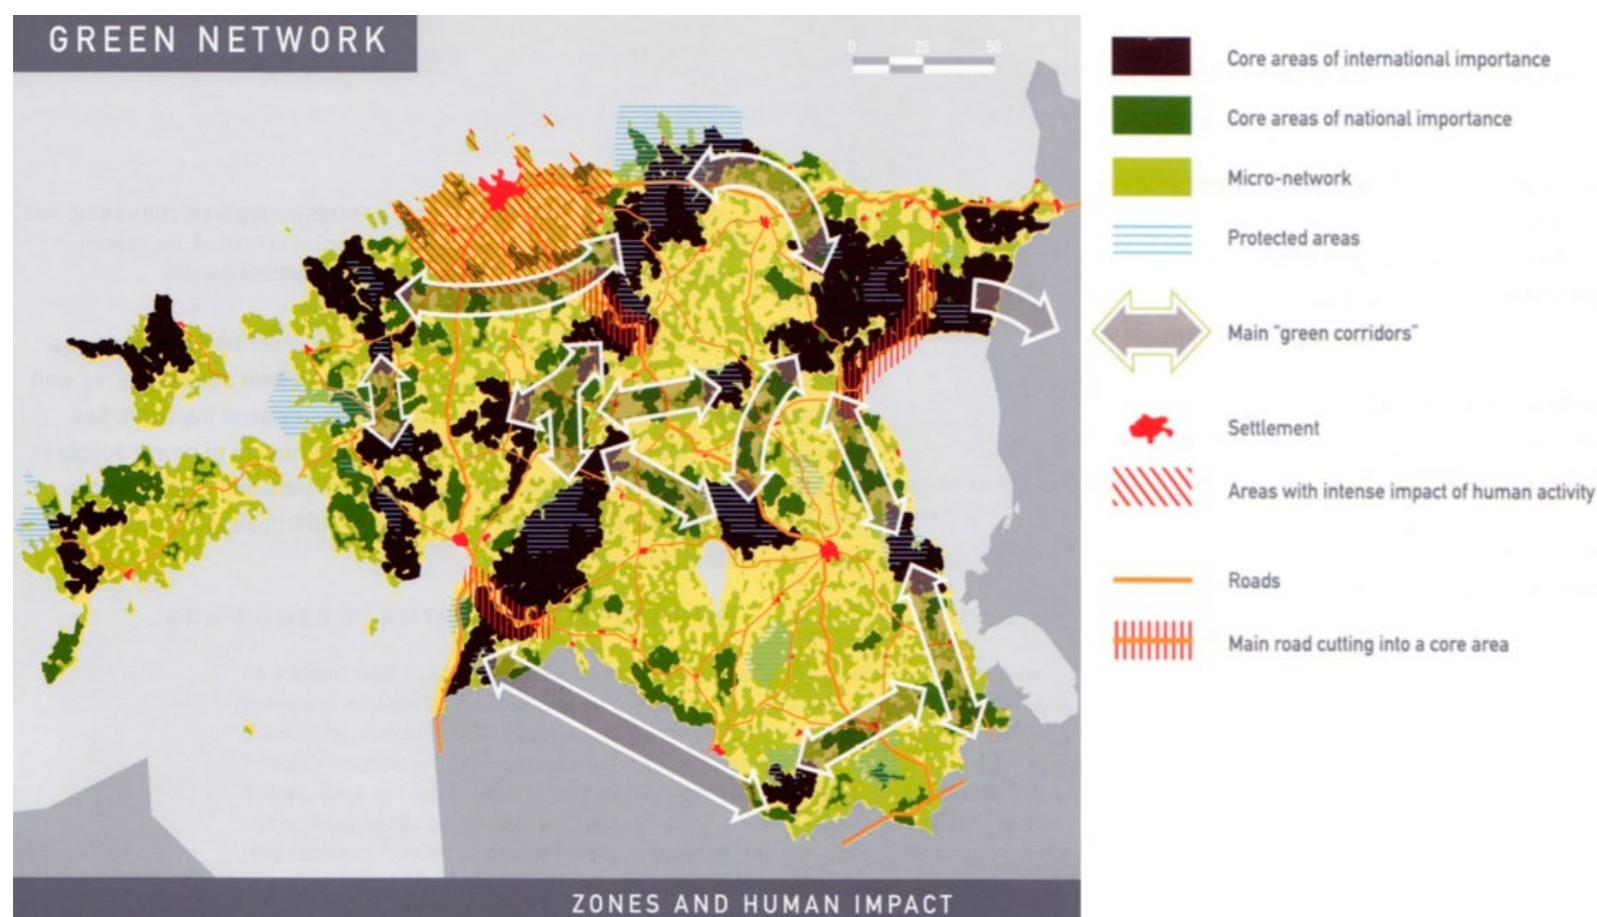 GREEN NETWORK
0 25 50
Core areas of international importance
Core areas of national importance
Micro-network
Protected areas
Main "green corridors"
Settlement
Areas with intense impact of human activity
Roads
Main road cutting into a core area
ZONES AND HUMAN IMPACT